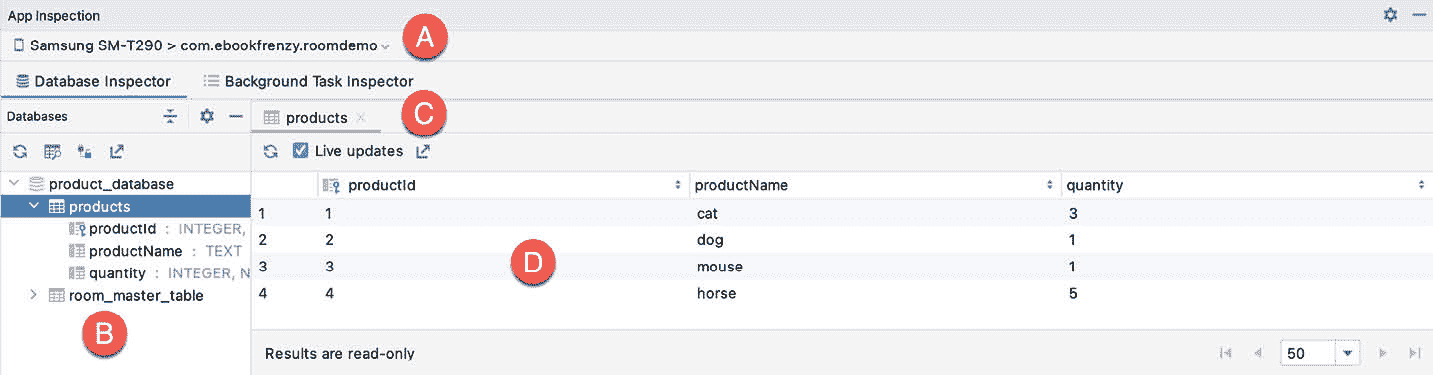 App Inspection
Samsung SM-T290 > com.ebookfrenzy.roomdemo
A
Database Inspector
Background Task Inspector
Databases
products
C
Live updates
product_database
products
productId : INTEGER,
productName : TEXT
quantity : INTEGER, N
room_master_table
B
productId productName quantity
1 1 cat 3
2 2 dog 1
3 3 mouse 1
4 4 horse 5
D
Results are read-only
50